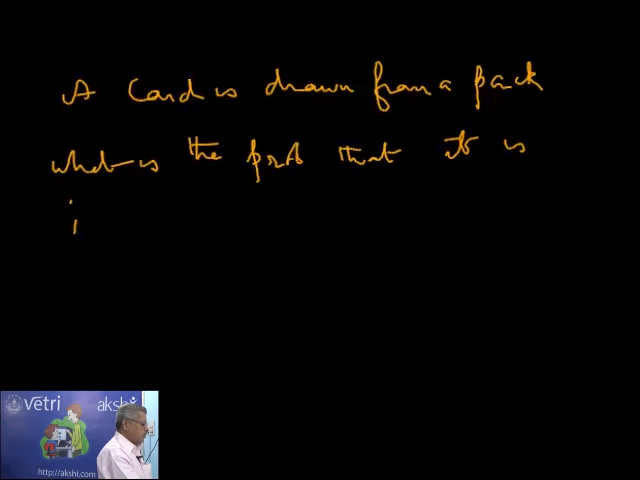 A Card is drawn from a pack
what is the prob that it is
i
vetri akshi
http://akshi.com